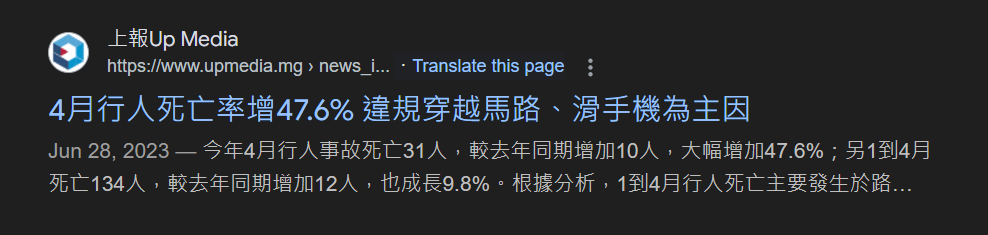 上報Up Media
https://www.upmedia.mg › news_i... · Translate this page
4月行人死亡率增47.6% 違規穿越馬路、滑手機為主因
Jun 28, 2023 — 今年4月行人事故死亡31人，較去年同期增加10人，大幅增加47.6%；另1到4月
死亡134人，較去年同期增加12人，也成長9.8%。根據分析，1到4月行人死亡主要發生於路...